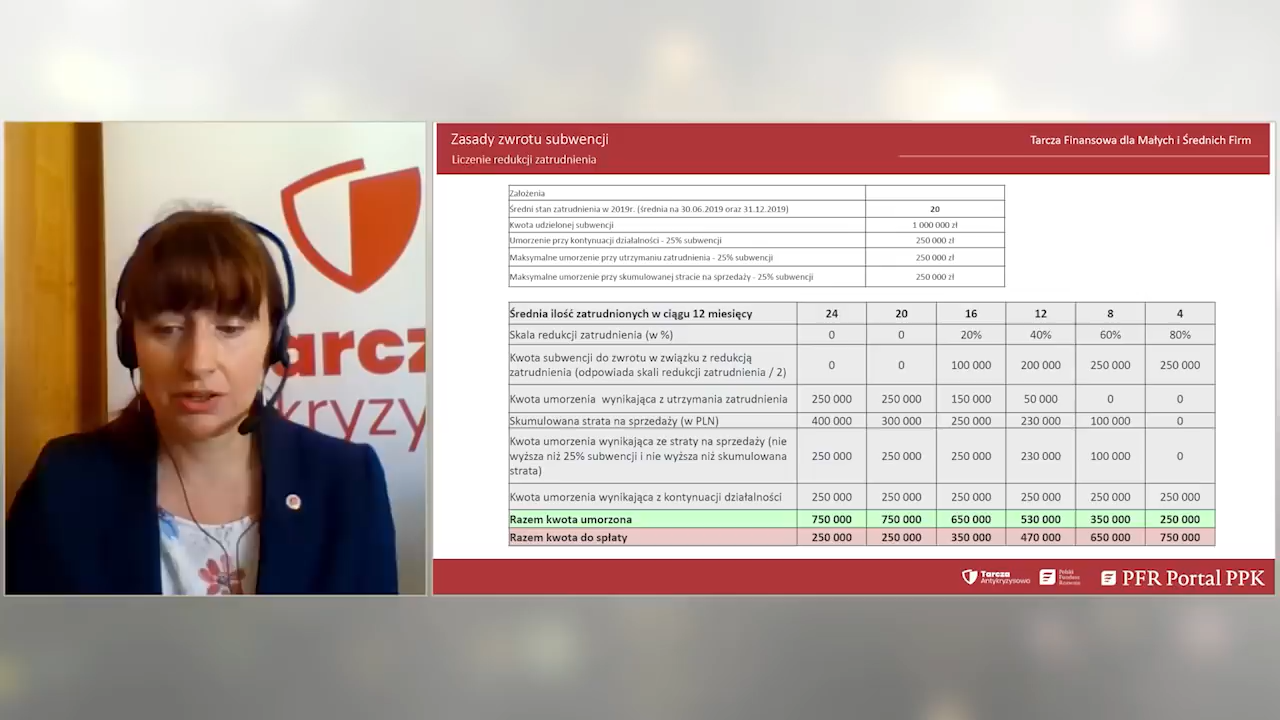 Tarcz
Antykryzy
Zasady zwrotu subwencji
Liczenie redukcji zatrudnienia
Tarcza Finansowa dla Małych i Średnich Firm
Założenia
Średni stan zatrudnienia w 2019r. (średnia na 30.06.2019 oraz 31.12.2019) 20
Kwota udzielonej subwencji 1 000 000 zł
Umorzenie przy kontynuacji działalności - 25% subwencji 250 000 zł
Maksymalne umorzenie przy utrzymaniu zatrudnienia - 25% subwencji 250 000 zł
Maksymalne umorzenie przy skumulowanej stracie na sprzedaży - 25% subwencji 250 000 zł
Średnia ilość zatrudnionych w ciągu 12 miesięcy 24 20 16 12 8 4
Skala redukcji zatrudnienia (w %) 0 0 20% 40% 60% 80%
Kwota subwencji do zwrotu w związku z redukcją
zatrudnienia (odpowiada skali redukcji zatrudnienia / 2) 0 0 100 000 200 000 250 000 250 000
Kwota umorzenia wynikająca z utrzymania zatrudnienia 250 000 250 000 150 000 50 000 0 0
Skumulowana strata na sprzedaży (w PLN) 400 000 300 000 250 000 230 000 100 000 0
Kwota umorzenia wynikająca ze straty na sprzedaży (nie
wyższa niż 25% subwencji i nie wyższa niż skumulowana
strata) 250 000 250 000 250 000 230 000 100 000 0
Kwota umorzenia wynikająca z kontynuacji działalności 250 000 250 000 250 000 250 000 250 000 250 000
Razem kwota umorzona 750 000 750 000 650 000 530 000 350 000 250 000
Razem kwota do spłaty 250 000 250 000 350 000 470 000 650 000 750 000
Tarcza
Antykryzysowa
Polski
Fundusz
Rozwoju
PFR Portal PPK